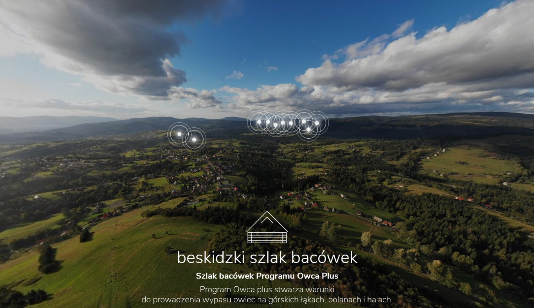 beskidzki szlak bacówek
Szlak bacówek Programu Owca Plus
Program Owca Plus stwarza warunki
do prowadzenia wypasu owiec na górskich łąkach, polanach i halach